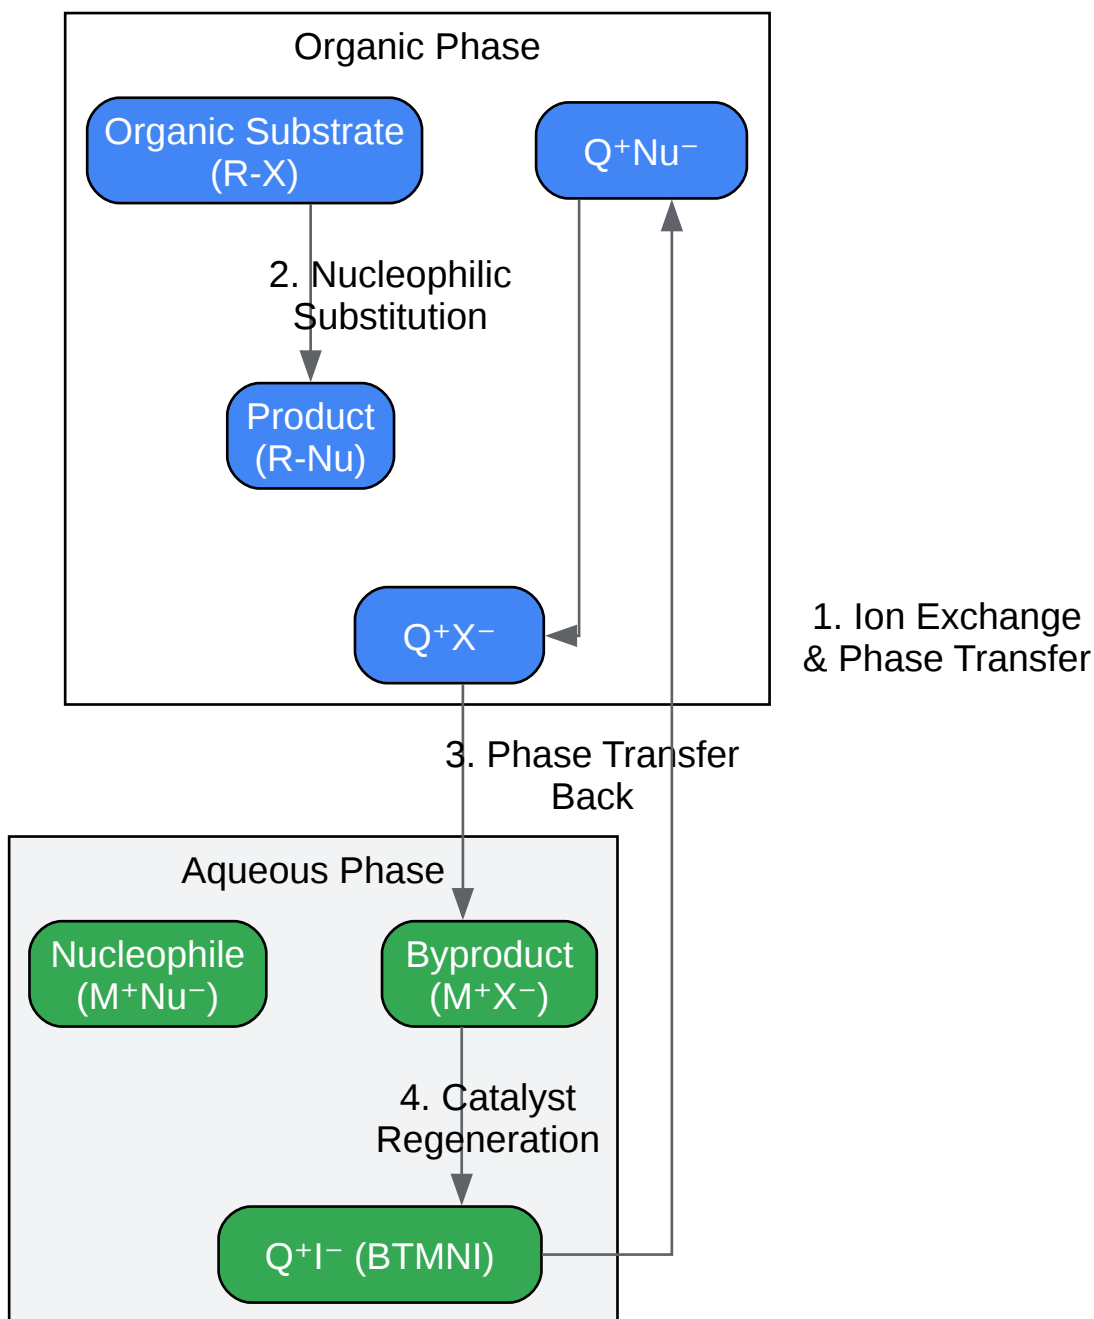 Organic Phase
Organic Substrate
(R-X)
Q⁺Nu⁻
2. Nucleophilic
Substitution
Product
(R-Nu)
Q⁺X⁻
1. Ion Exchange
& Phase Transfer
3. Phase Transfer
Back
Aqueous Phase
Nucleophile
(M⁺Nu⁻)
Byproduct
(M⁺X⁻)
4. Catalyst
Regeneration
Q⁺I⁻ (BTMNI)